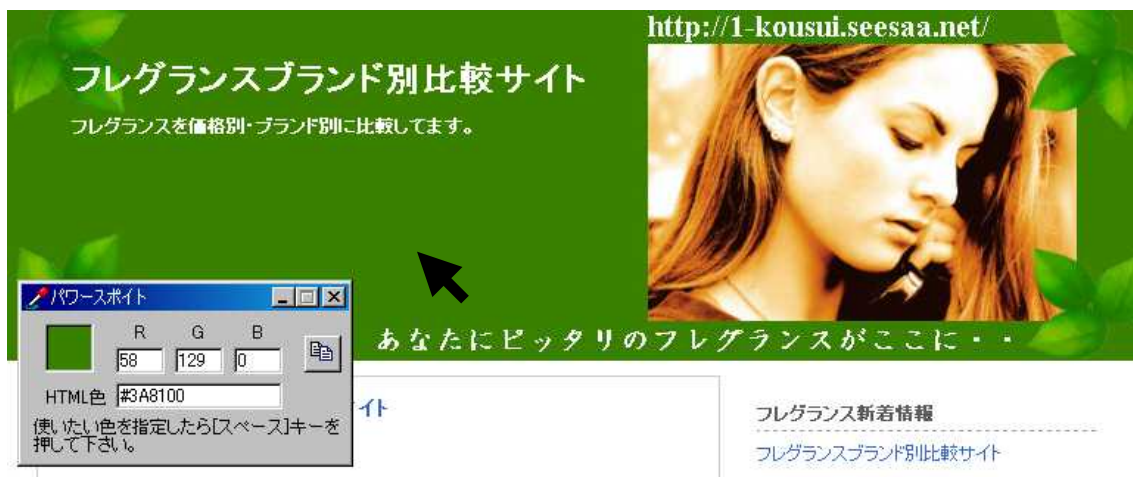 http://1-kousui.seesaa.net/
フレグランスブランド別比較サイト
フレグランスを価格別・ブランド別に比較してます。
あなたにピッタリのフレグランスがここに・・
パワースポイト
R G B
58 129 0
HTML色 #3A8100
使いたい色を指定したら[スペース]キーを
押して下さい。
イト
フレグランス新着情報
フレグランスブランド別比較サイト